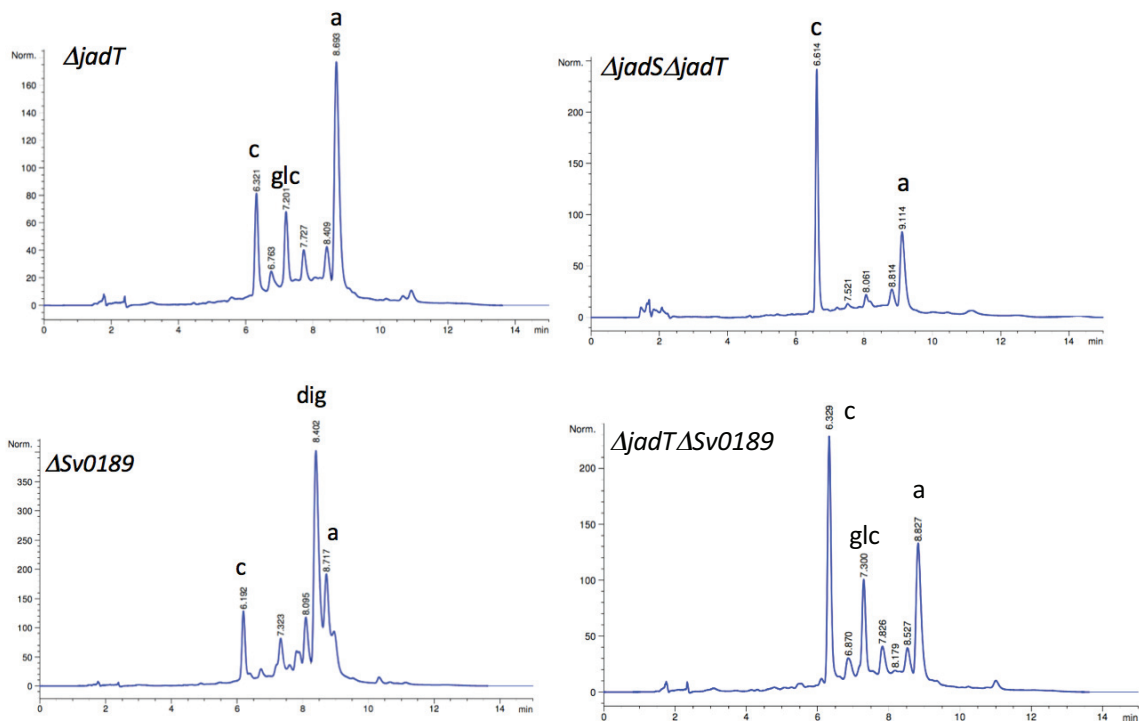 ΔjadT
Norm.
a
8.693
c
6.321
6.763
glc
7.201
7.727
8.409
160
140
120
100
80
60
40
20
0
0 2 4 6 8 10 12 14 min
ΔjadSΔjadT
Norm.
c
6.614
a
9.114
7.521
8.061
8.814
250
200
150
100
50
0
0 2 4 6 8 10 12 14 min
ΔSv0189
Norm.
dig
8.402
a
8.717
c
6.192
7.323
8.095
400
350
300
250
200
150
100
50
0
0 2 4 6 8 10 12 14 min
ΔjadTΔSv0189
Norm.
c
6.329
a
8.827
glc
7.300
6.870
7.826
8.179
8.527
200
150
100
50
0
0 2 4 6 8 10 12 14 min